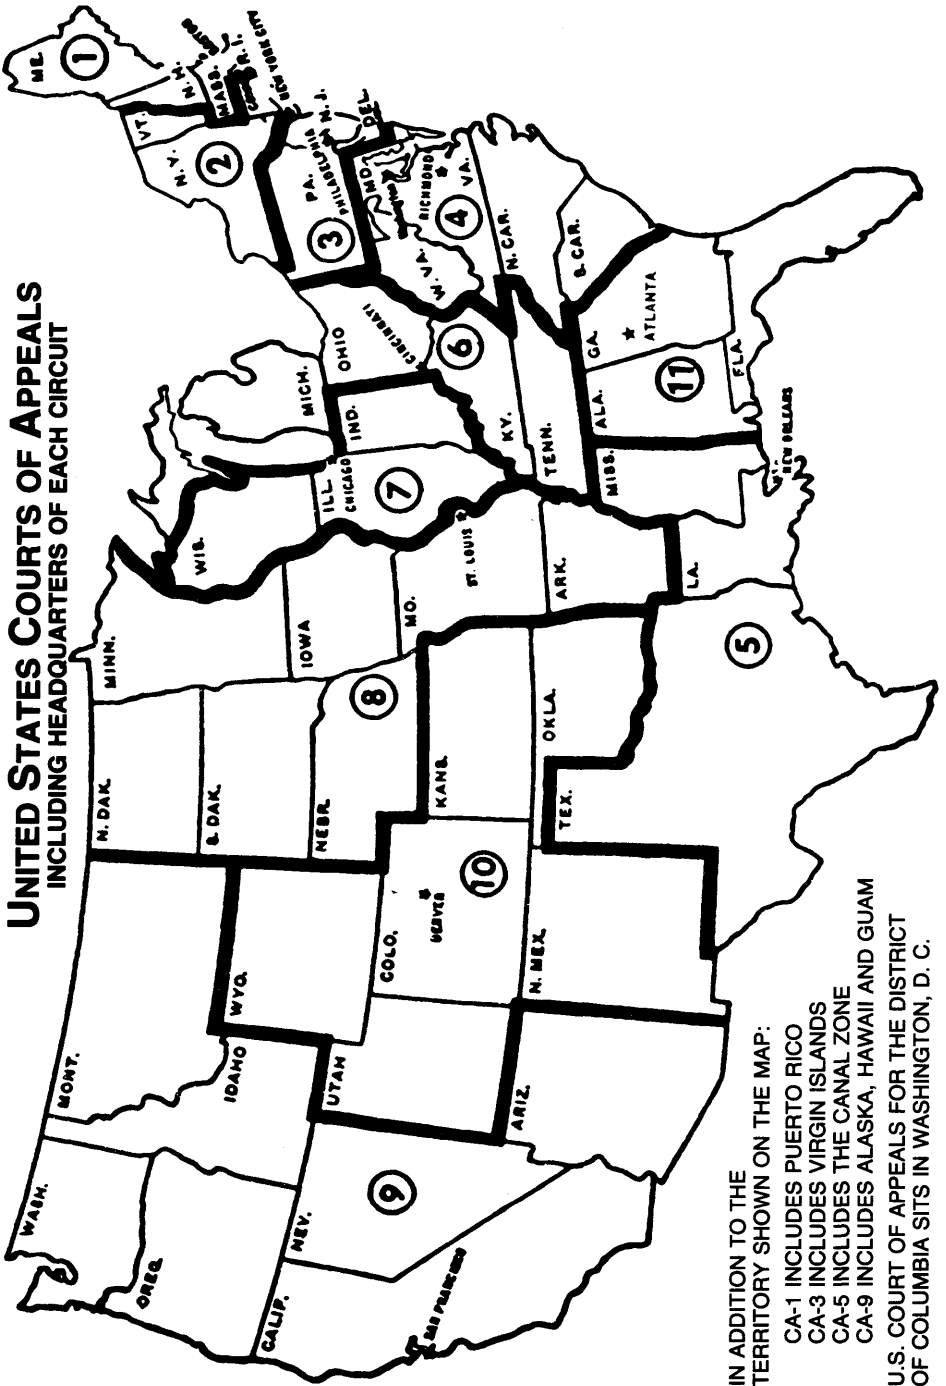 UNITED STATES COURTS OF APPEALS
INCLUDING HEADQUARTERS OF EACH CIRCUIT
WASH.
OREG.
CALIF.
SAN FRANCISCO
NEV.
9
IDAHO
MONT.
WYO.
UTAH
ARIZ.
COLO.
DENVER
10
N. MEX.
N. DAK.
S. DAK.
NEBR.
8
KANS.
OKLA.
TEX.
5
MINN.
IOWA
MO.
ST. LOUIS
ARK.
LA.
WIS.
ILL.
CHICAGO
7
IND.
MICH.
OHIO
CINCINNATI
6
KY.
TENN.
MISS.
NEW ORLEANS
ALA.
11
GA.
ATLANTA
FLA.
S. CAR.
N. CAR.
W. VA.
VA.
4
RICHMOND
MD.
DEL.
PA.
3
PHILADELPHIA
N. J.
N. Y.
2
NEW YORK CITY
VT.
N. H.
MASS.
R. I.
CONN.
BOSTON
ME.
1
IN ADDITION TO THE
TERRITORY SHOWN ON THE MAP:
CA-1 INCLUDES PUERTO RICO
CA-3 INCLUDES VIRGIN ISLANDS
CA-5 INCLUDES THE CANAL ZONE
CA-9 INCLUDES ALASKA, HAWAII AND GUAM
U.S. COURT OF APPEALS FOR THE DISTRICT
OF COLUMBIA SITS IN WASHINGTON, D. C.